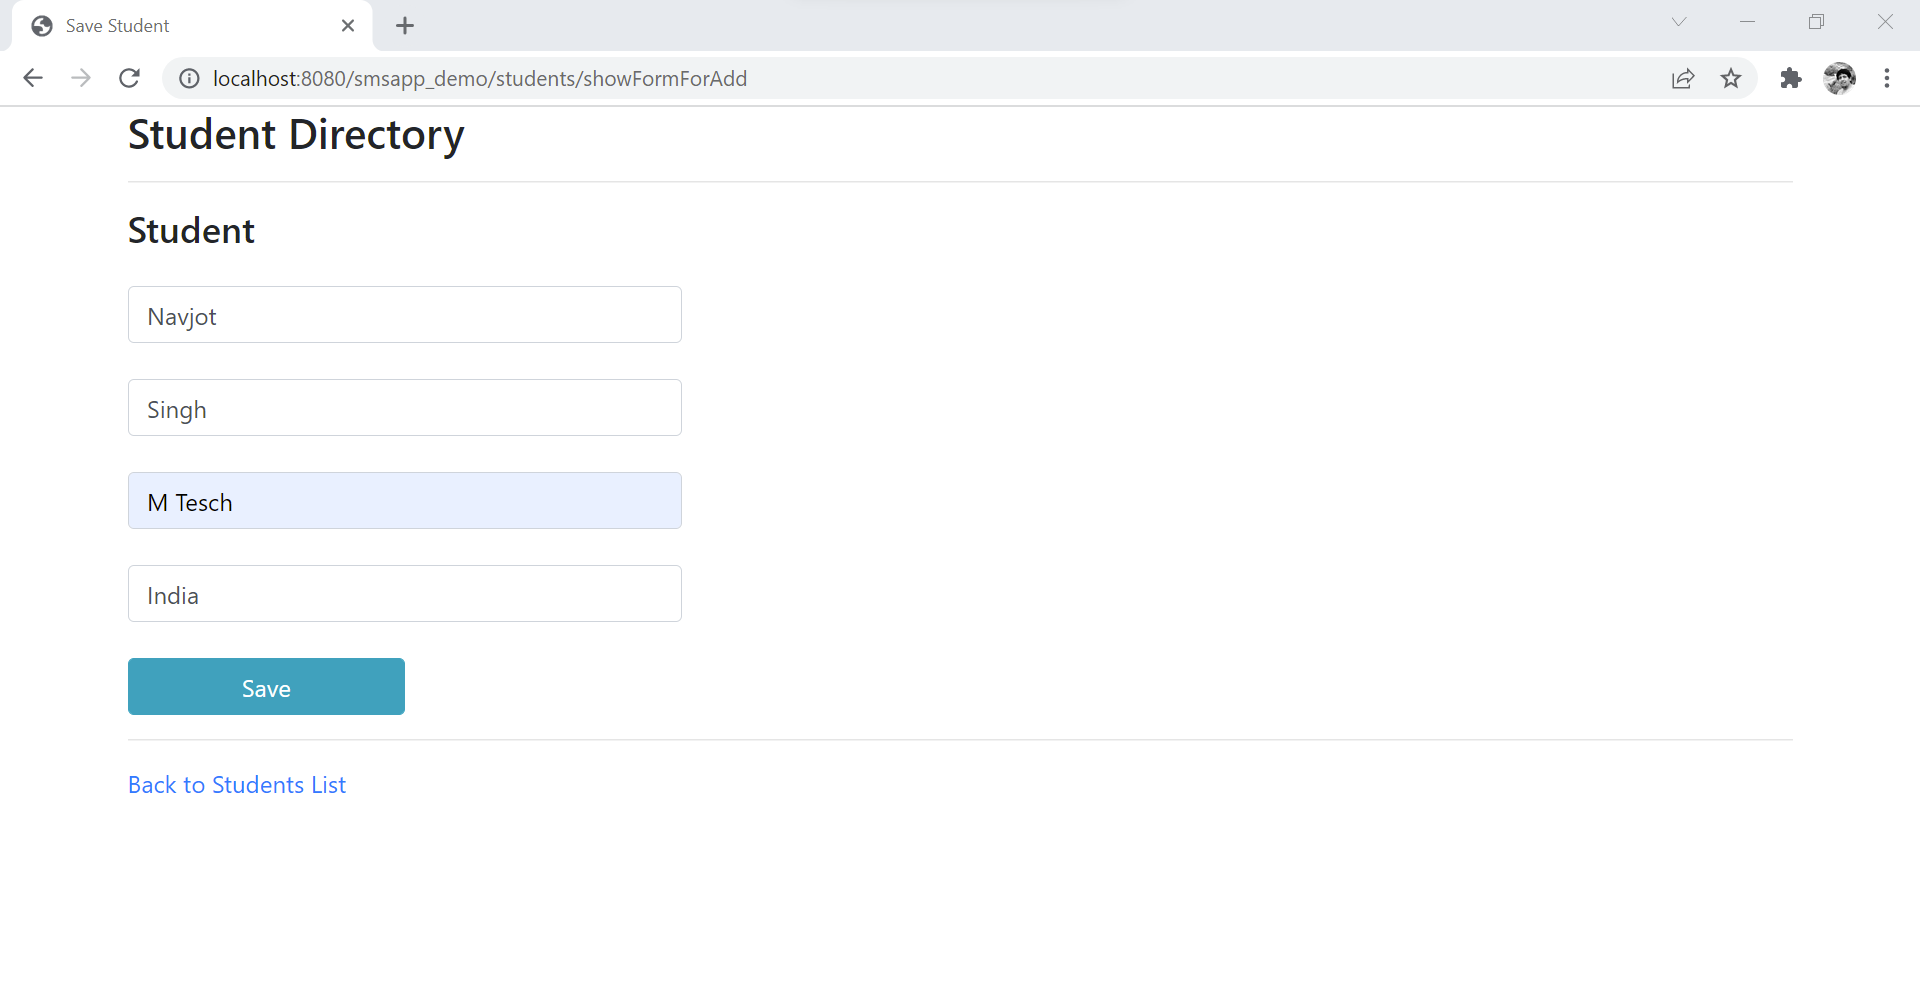 Save Student
localhost:8080/smsapp_demo/students/showFormForAdd
Student Directory
Student
Navjot
Singh
M Tesch
India
Save
Back to Students List